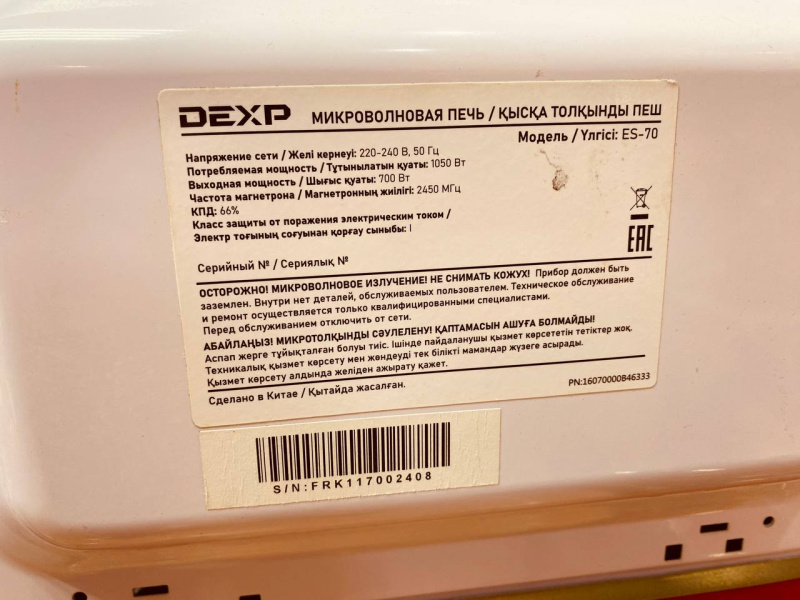 DEXP МИКРОВОЛНОВАЯ ПЕЧЬ / ҚЫСҚА ТОЛҚЫНДЫ ПЕШ
Модель / Үлгісі: ES-70
Напряжение сети / Желі кернеуі: 220-240 В, 50 Гц
Потребляемая мощность / Тұтынылатын қуаты: 1050 Вт
Выходная мощность / Шығыс қуаты: 700 Вт
Частота магнетрона / Магнетронның жиілігі: 2450 МГц
КПД: 66%
Класс защиты от поражения электрическим током /
Электр тоғының соғуынан қорғау сыныбы: I
EAC
Серийный № / Сериялық №
ОСТОРОЖНО! МИКРОВОЛНОВОЕ ИЗЛУЧЕНИЕ! НЕ СНИМАТЬ КОЖУХ! Прибор должен быть
заземлен. Внутри нет деталей, обслуживаемых пользователем. Техническое обслуживание
и ремонт осуществляется только квалифицированными специалистами.
Перед обслуживанием отключить от сети.
АБАЙЛАҢЫЗ! МИКРОТОЛҚЫНДЫ СӘУЛЕЛЕНУ! ҚАПТАМАСЫН АШУҒА БОЛМАЙДЫ!
Аспап жерге тұйықталған болуы тиіс. Ішінде пайдаланушы қызмет көрсететін тетіктер жоқ.
Техникалық қызмет көрсету мен жөндеуді тек білікті мамандар жүзеге асырады.
Қызмет көрсету алдында желіден ажырату қажет.
Сделано в Китае / Қытайда жасалған.
PN:16070000B46333
S/N:FRK117002408